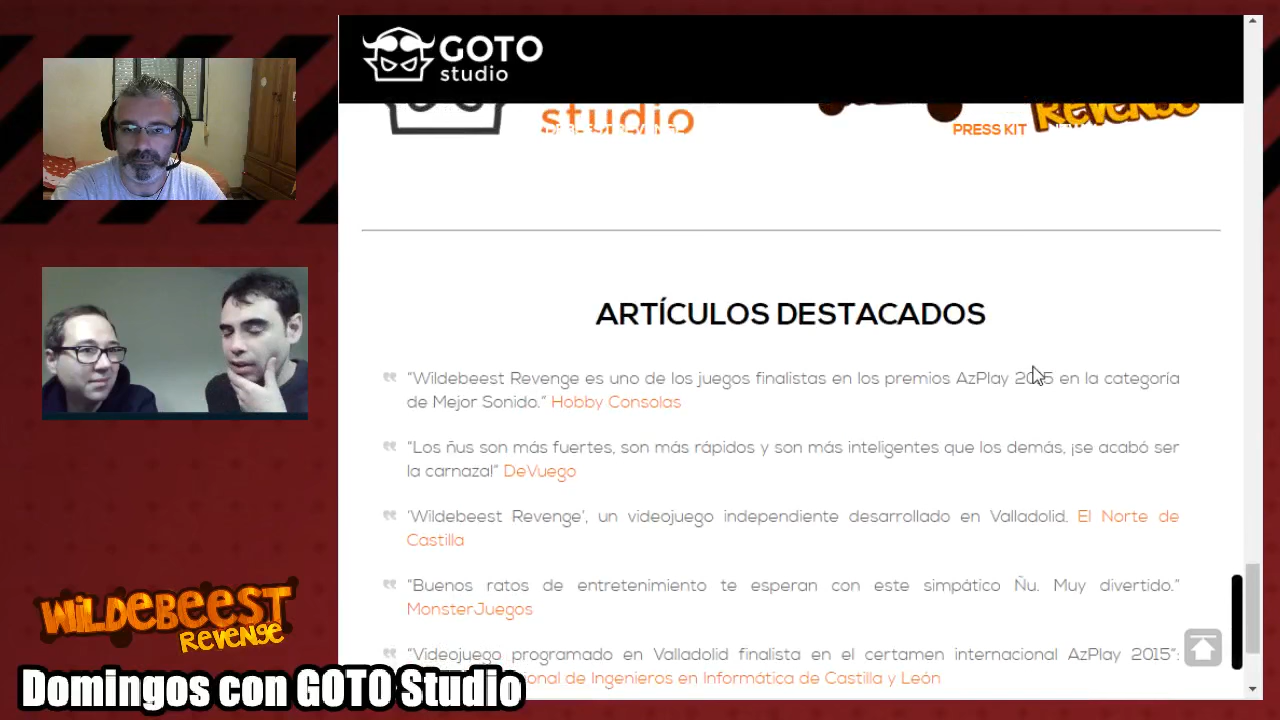 GOTO
studio
studio
REVENGE
PRESS KIT
ARTÍCULOS DESTACADOS
“Wildebeest Revenge es uno de los juegos finalistas en los premios AzPlay 2015 en la categoría
de Mejor Sonido.” Hobby Consolas
“Los ñus son más fuertes, son más rápidos y son más inteligentes que los demás, ¡se acabó ser
la carnaza!” DeVuego
‘Wildebeest Revenge’, un videojuego independiente desarrollado en Valladolid. El Norte de
Castilla
“Buenos ratos de entretenimiento te esperan con este simpático Ñu. Muy divertido.”
MonsterJuegos
“Videojuego programado en Valladolid finalista en el certamen internacional AzPlay 2015”:
onal de Ingenieros en Informática de Castilla y León
WILDEBEEST
REVENGE
Domingos con GOTO Studio